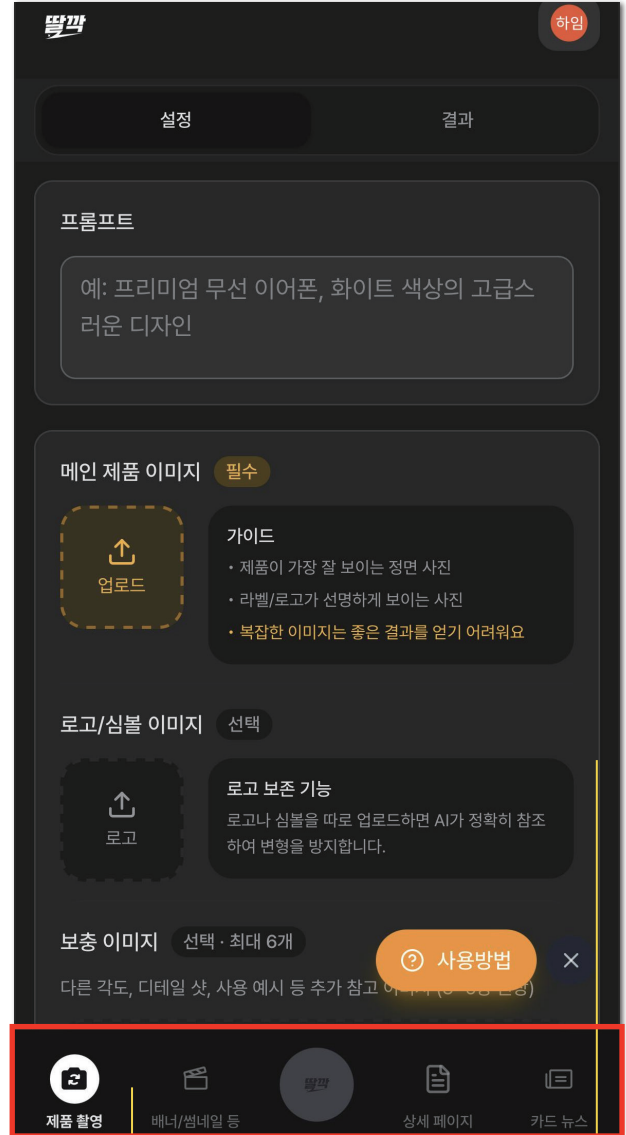 딸깍
하임
설정
결과
프롬프트
예: 프리미엄 무선 이어폰, 화이트 색상의 고급스
러운 디자인
메인 제품 이미지 필수
업로드
가이드
• 제품이 가장 잘 보이는 정면 사진
• 라벨/로고가 선명하게 보이는 사진
• 복잡한 이미지는 좋은 결과를 얻기 어려워요
로고/심볼 이미지 선택
로고
로고 보존 기능
로고나 심볼을 따로 업로드하면 AI가 정확히 참조
하여 변형을 방지합니다.
보충 이미지 선택 · 최대 6개
사용방법
다른 각도, 디테일 샷, 사용 예시 등 추가 참고
딸깍
제품 촬영
배너/썸네일 등
상세 페이지
카드 뉴스